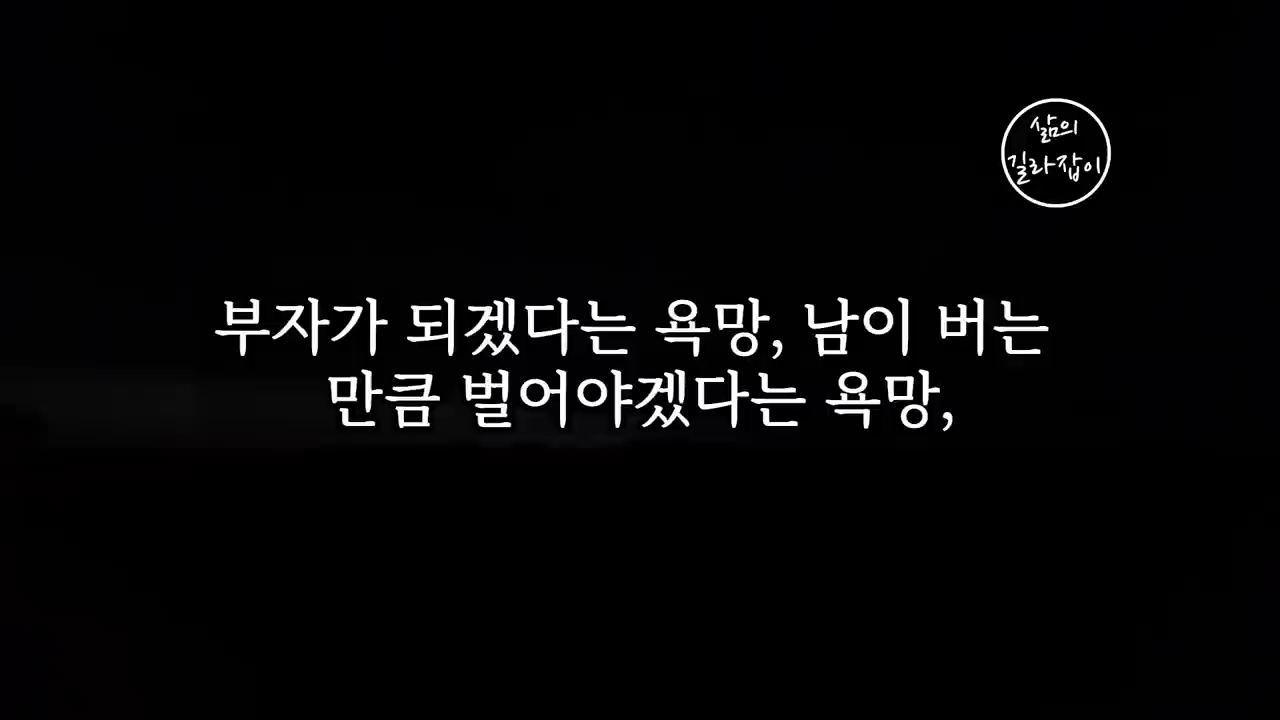 삶의
길라잡이
부자가 되겠다는 욕망, 남이 버는
만큼 벌어야겠다는 욕망,